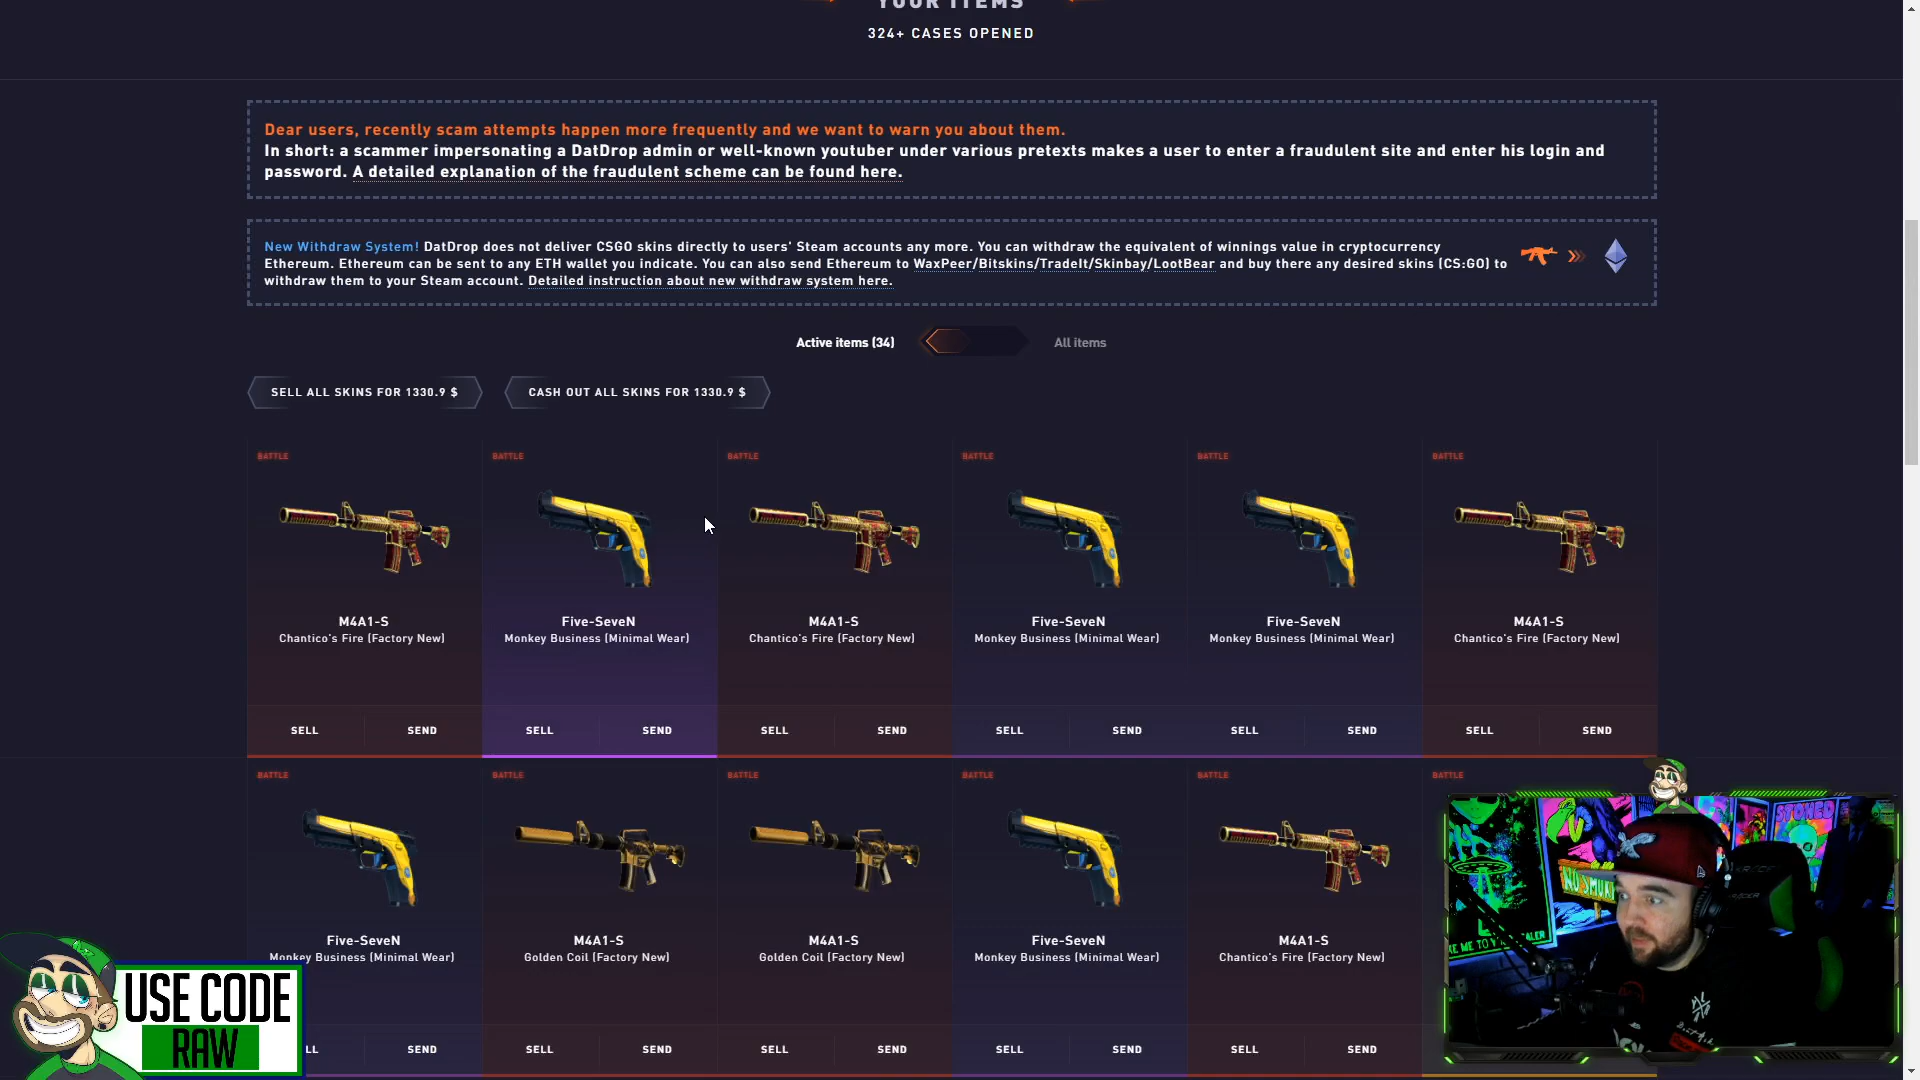 YOUR ITEMS
324+ CASES OPENED
Dear users, recently scam attempts happen more frequently and we want to warn you about them.
In short: a scammer impersonating a DatDrop admin or well-known youtuber under various pretexts makes a user to enter a fraudulent site and enter his login and
password. A detailed explanation of the fraudulent scheme can be found here.
New Withdraw System! DatDrop does not deliver CSGO skins directly to users' Steam accounts any more. You can withdraw the equivalent of winnings value in cryptocurrency
Ethereum. Ethereum can be sent to any ETH wallet you indicate. You can also send Ethereum to WaxPeer/Bitskins/TradeIt/Skinbay/LootBear and buy there any desired skins (CS:GO) to
withdraw them to your Steam account. Detailed instruction about new withdraw system here.
Active items (34) All items
SELL ALL SKINS FOR 1330.9 $ CASH OUT ALL SKINS FOR 1330.9 $
BATTLE BATTLE BATTLE BATTLE BATTLE BATTLE
M4A1-S Five-SeveN M4A1-S Five-SeveN Five-SeveN M4A1-S
Chantico's Fire (Factory New) Monkey Business (Minimal Wear) Chantico's Fire (Factory New) Monkey Business (Minimal Wear) Monkey Business (Minimal Wear) Chantico's Fire (Factory New)
SELL SEND SELL SEND SELL SEND SELL SEND SELL SEND SELL SEND
BATTLE BATTLE BATTLE BATTLE BATTLE BATTLE
Five-SeveN M4A1-S M4A1-S Five-SeveN M4A1-S
Monkey Business (Minimal Wear) Golden Coil (Factory New) Golden Coil (Factory New) Monkey Business (Minimal Wear) Chantico's Fire (Factory New)
LL SEND SELL SEND SELL SEND SELL SEND SELL SEND
USE CODE
RAW
STONED